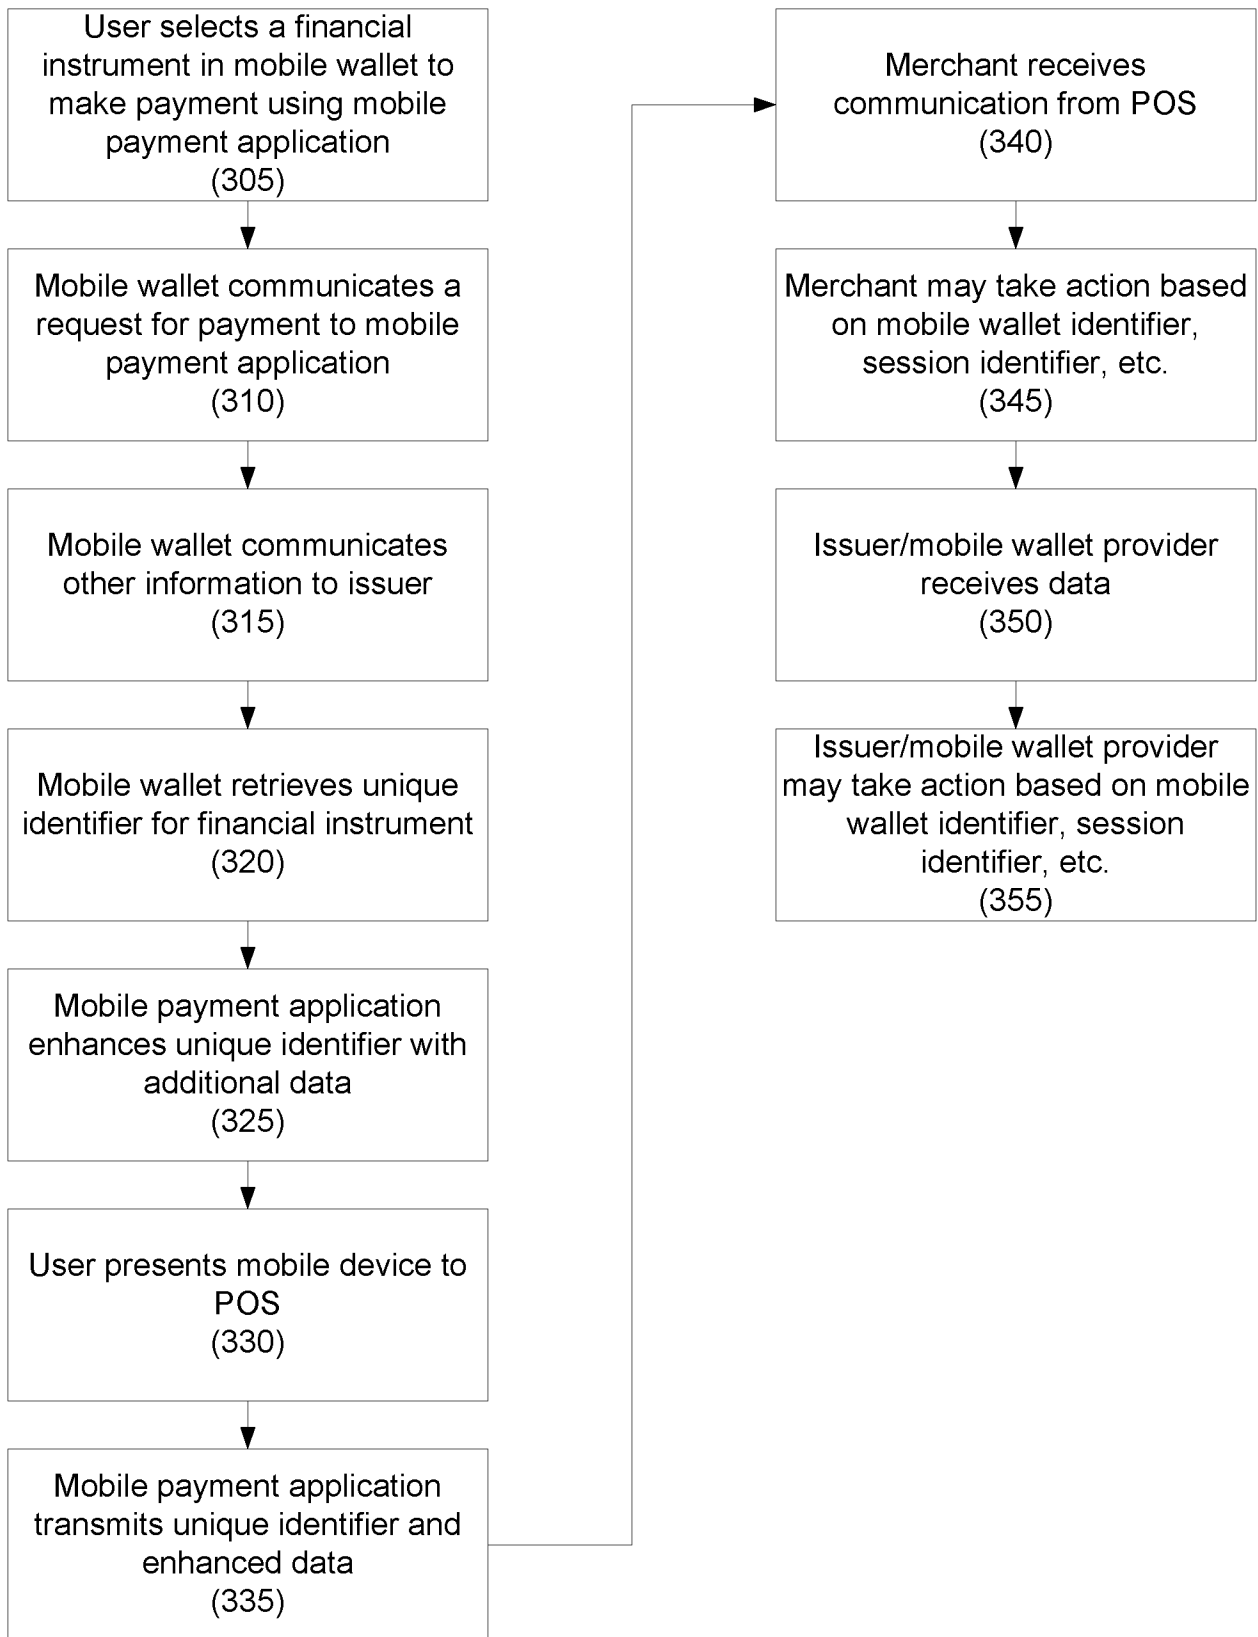 User selects a financial
instrument in mobile wallet to
make payment using mobile
payment application
(305)
Mobile wallet communicates a
request for payment to mobile
payment application
(310)
Mobile wallet communicates
other information to issuer
(315)
Mobile wallet retrieves unique
identifier for financial instrument
(320)
Mobile payment application
enhances unique identifier with
additional data
(325)
User presents mobile device to
POS
(330)
Mobile payment application
transmits unique identifier and
enhanced data
(335)
Merchant receives
communication from POS
(340)
Merchant may take action based
on mobile wallet identifier,
session identifier, etc.
(345)
Issuer/mobile wallet provider
receives data
(350)
Issuer/mobile wallet provider
may take action based on mobile
wallet identifier, session
identifier, etc.
(355)